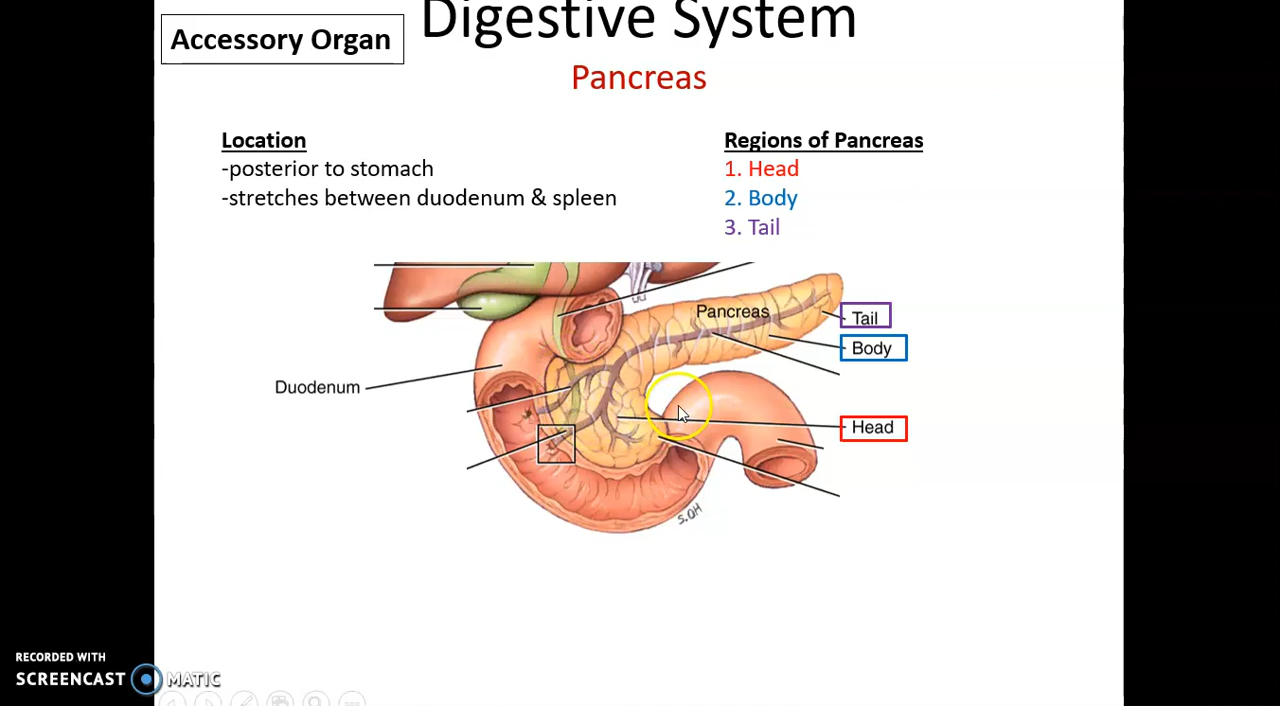 Digestive System
Accessory Organ
Pancreas
Location
-posterior to stomach
-stretches between duodenum & spleen
Regions of Pancreas
1. Head
2. Body
3. Tail
Pancreas
Tail
Body
Duodenum
Head
S.OH
RECORDED WITH
SCREENCAST MATIC